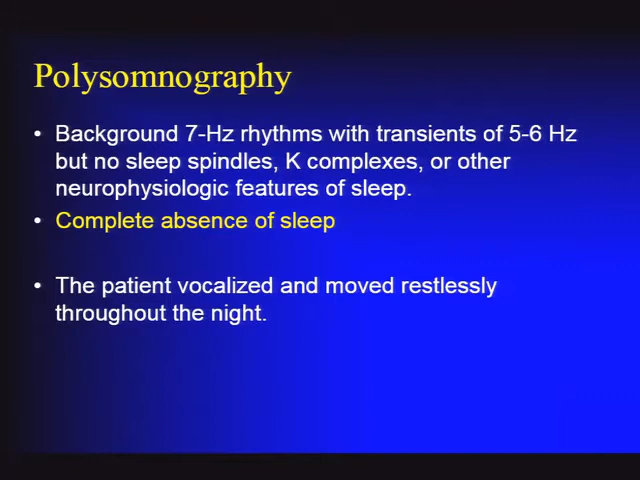 Polysomnography
• Background 7-Hz rhythms with transients of 5-6 Hz
but no sleep spindles, K complexes, or other
neurophysiologic features of sleep.
• Complete absence of sleep
• The patient vocalized and moved restlessly
throughout the night.